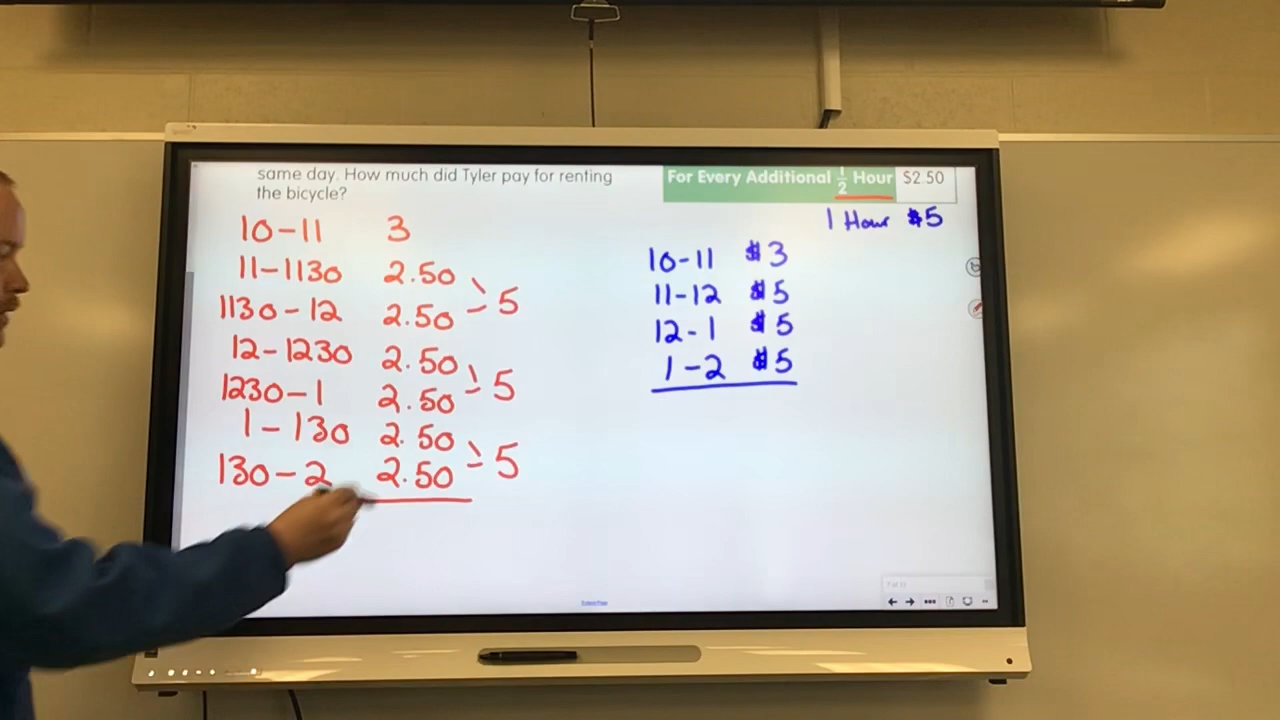 same day. How much did Tyler pay for renting
the bicycle?
For Every Additional 1/2 Hour $2.50
1 Hour $5
10-11 3
11-1130 2.50
1130-12 2.50 > 5
12-1230 2.50
1230-1 2.50 > 5
1-130 2.50
130-2 2.50 > 5
10-11 $3
11-12 $5
12-1 $5
1-2 $5
7 of 11